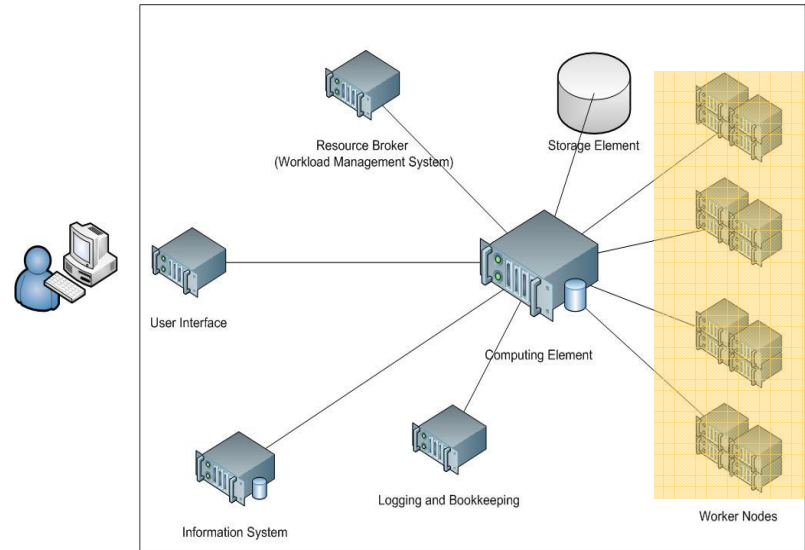 Resource Broker
(Workload Management System)
Storage Element
User Interface
Computing Element
Logging and Bookkeeping
Information System
Worker Nodes